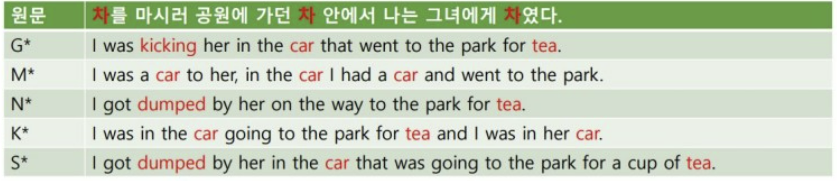 원문 차를 마시러 공원에 가던 차 안에서 나는 그녀에게 차였다.
G* I was kicking her in the car that went to the park for tea.
M* I was a car to her, in the car I had a car and went to the park.
N* I got dumped by her on the way to the park for tea.
K* I was in the car going to the park for tea and I was in her car.
S* I got dumped by her in the car that was going to the park for a cup of tea.